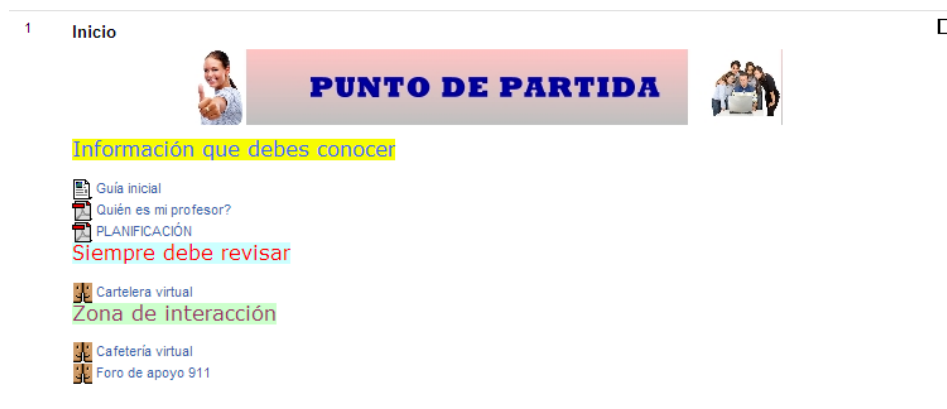 1
Inicio
PUNTO DE PARTIDA
Información que debes conocer
Guía inicial
Quién es mi profesor?
PLANIFICACIÓN
Siempre debe revisar
Cartelera virtual
Zona de interacción
Cafetería virtual
Foro de apoyo 911